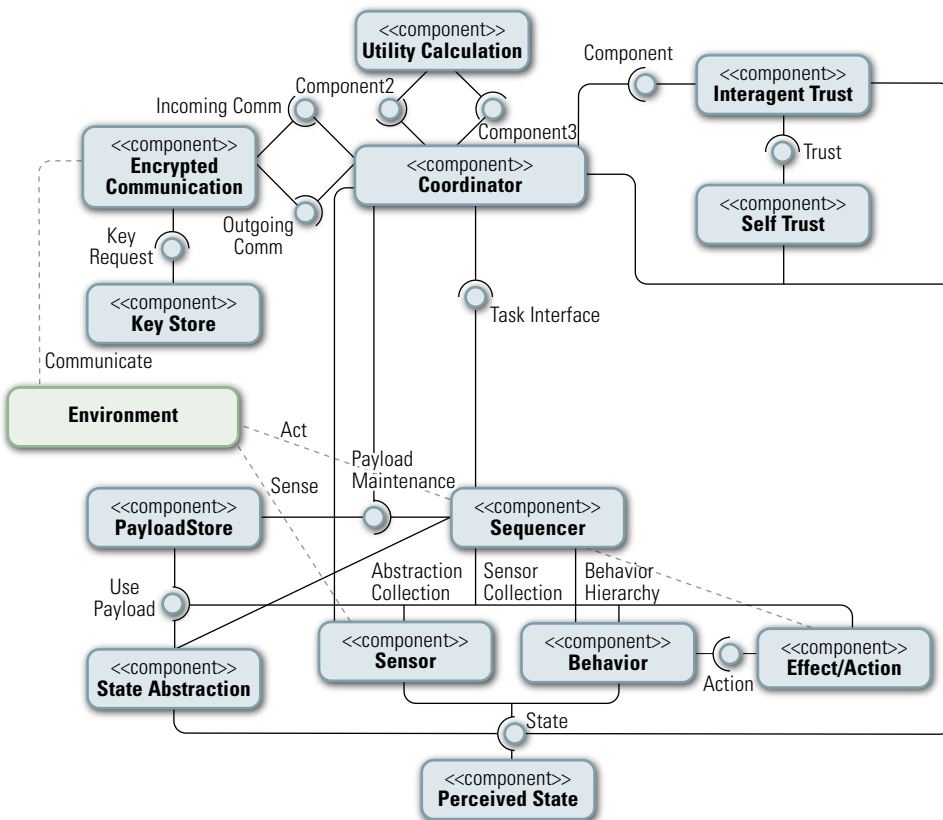 <<component>>
Utility Calculation
Component
<<component>>
Interagent Trust
Component2
Incoming Comm
Component3
<<component>>
Encrypted
Communication
<<component>>
Coordinator
Trust
<<component>>
Self Trust
Outgoing
Comm
Key
Request
<<component>>
Key Store
Task Interface
Communicate
Environment
Act
Sense
Payload
Maintenance
<<component>>
PayloadStore
<<component>>
Sequencer
Use
Payload
Abstraction
Collection
Sensor
Collection
Behavior
Hierarchy
<<component>>
State Abstraction
<<component>>
Sensor
<<component>>
Behavior
Action
<<component>>
Effect/Action
State
<<component>>
Perceived State